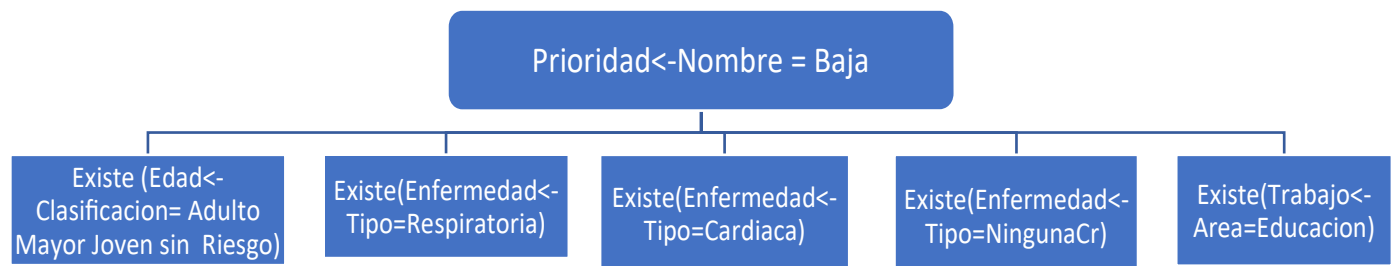 Prioridad<-Nombre = Baja
Existe (Edad<-
Clasificacion= Adulto
Mayor Joven sin  Riesgo)
Existe(Enfermedad<-
Tipo=Respiratoria)
Existe(Enfermedad<-
Tipo=Cardiaca)
Existe(Enfermedad<-
Tipo=NingunaCr)
Existe(Trabajo<-
Area=Educacion)